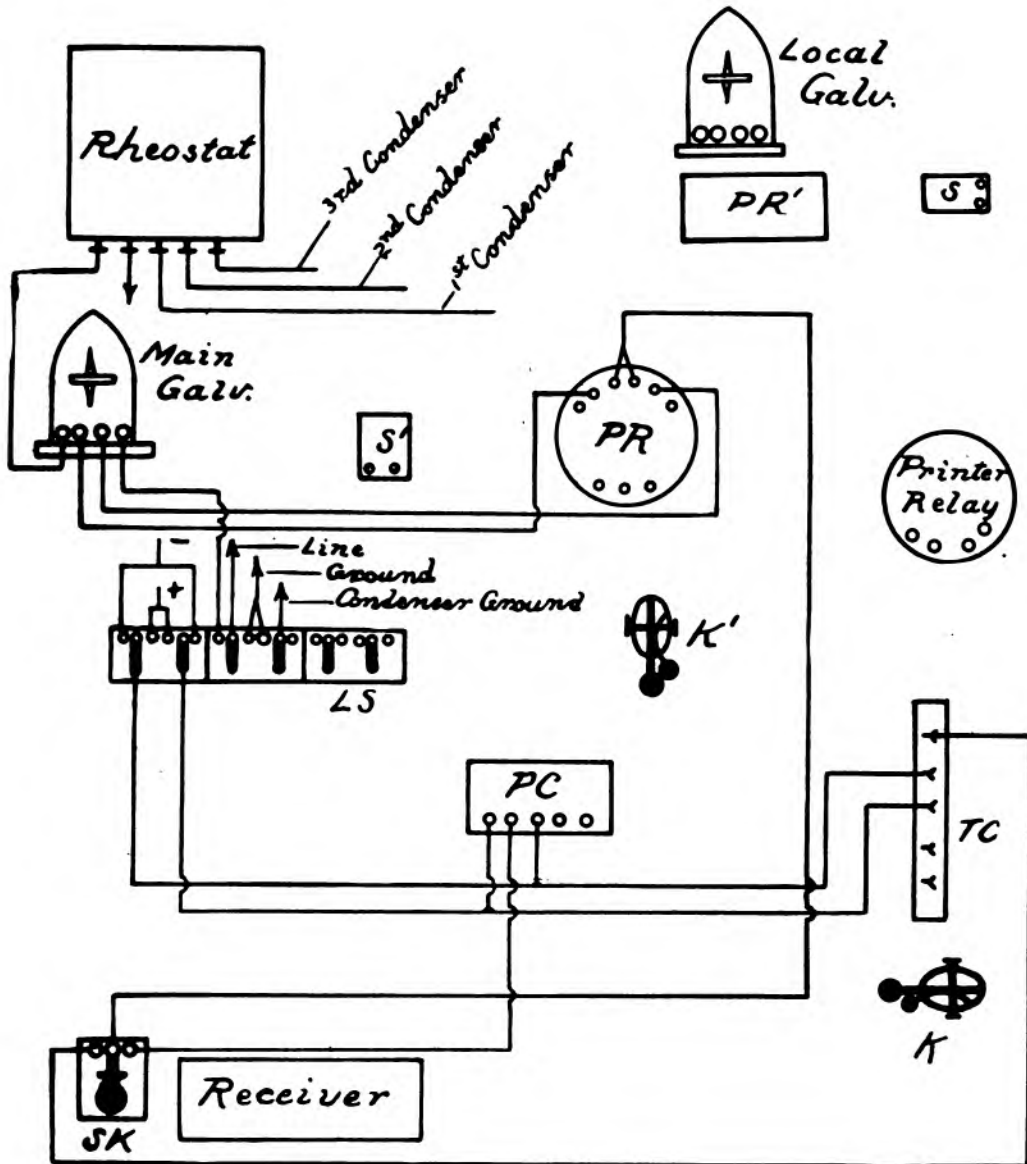 Rheostat
3rd Condenser
2nd Condenser
1st Condenser
Local
Galv.
PR'
S
Main
Galv.
S'
PR
Printer
Relay
−
+
Line
Ground
Condenser Ground
K'
LS
PC
TC
K
SK
Receiver